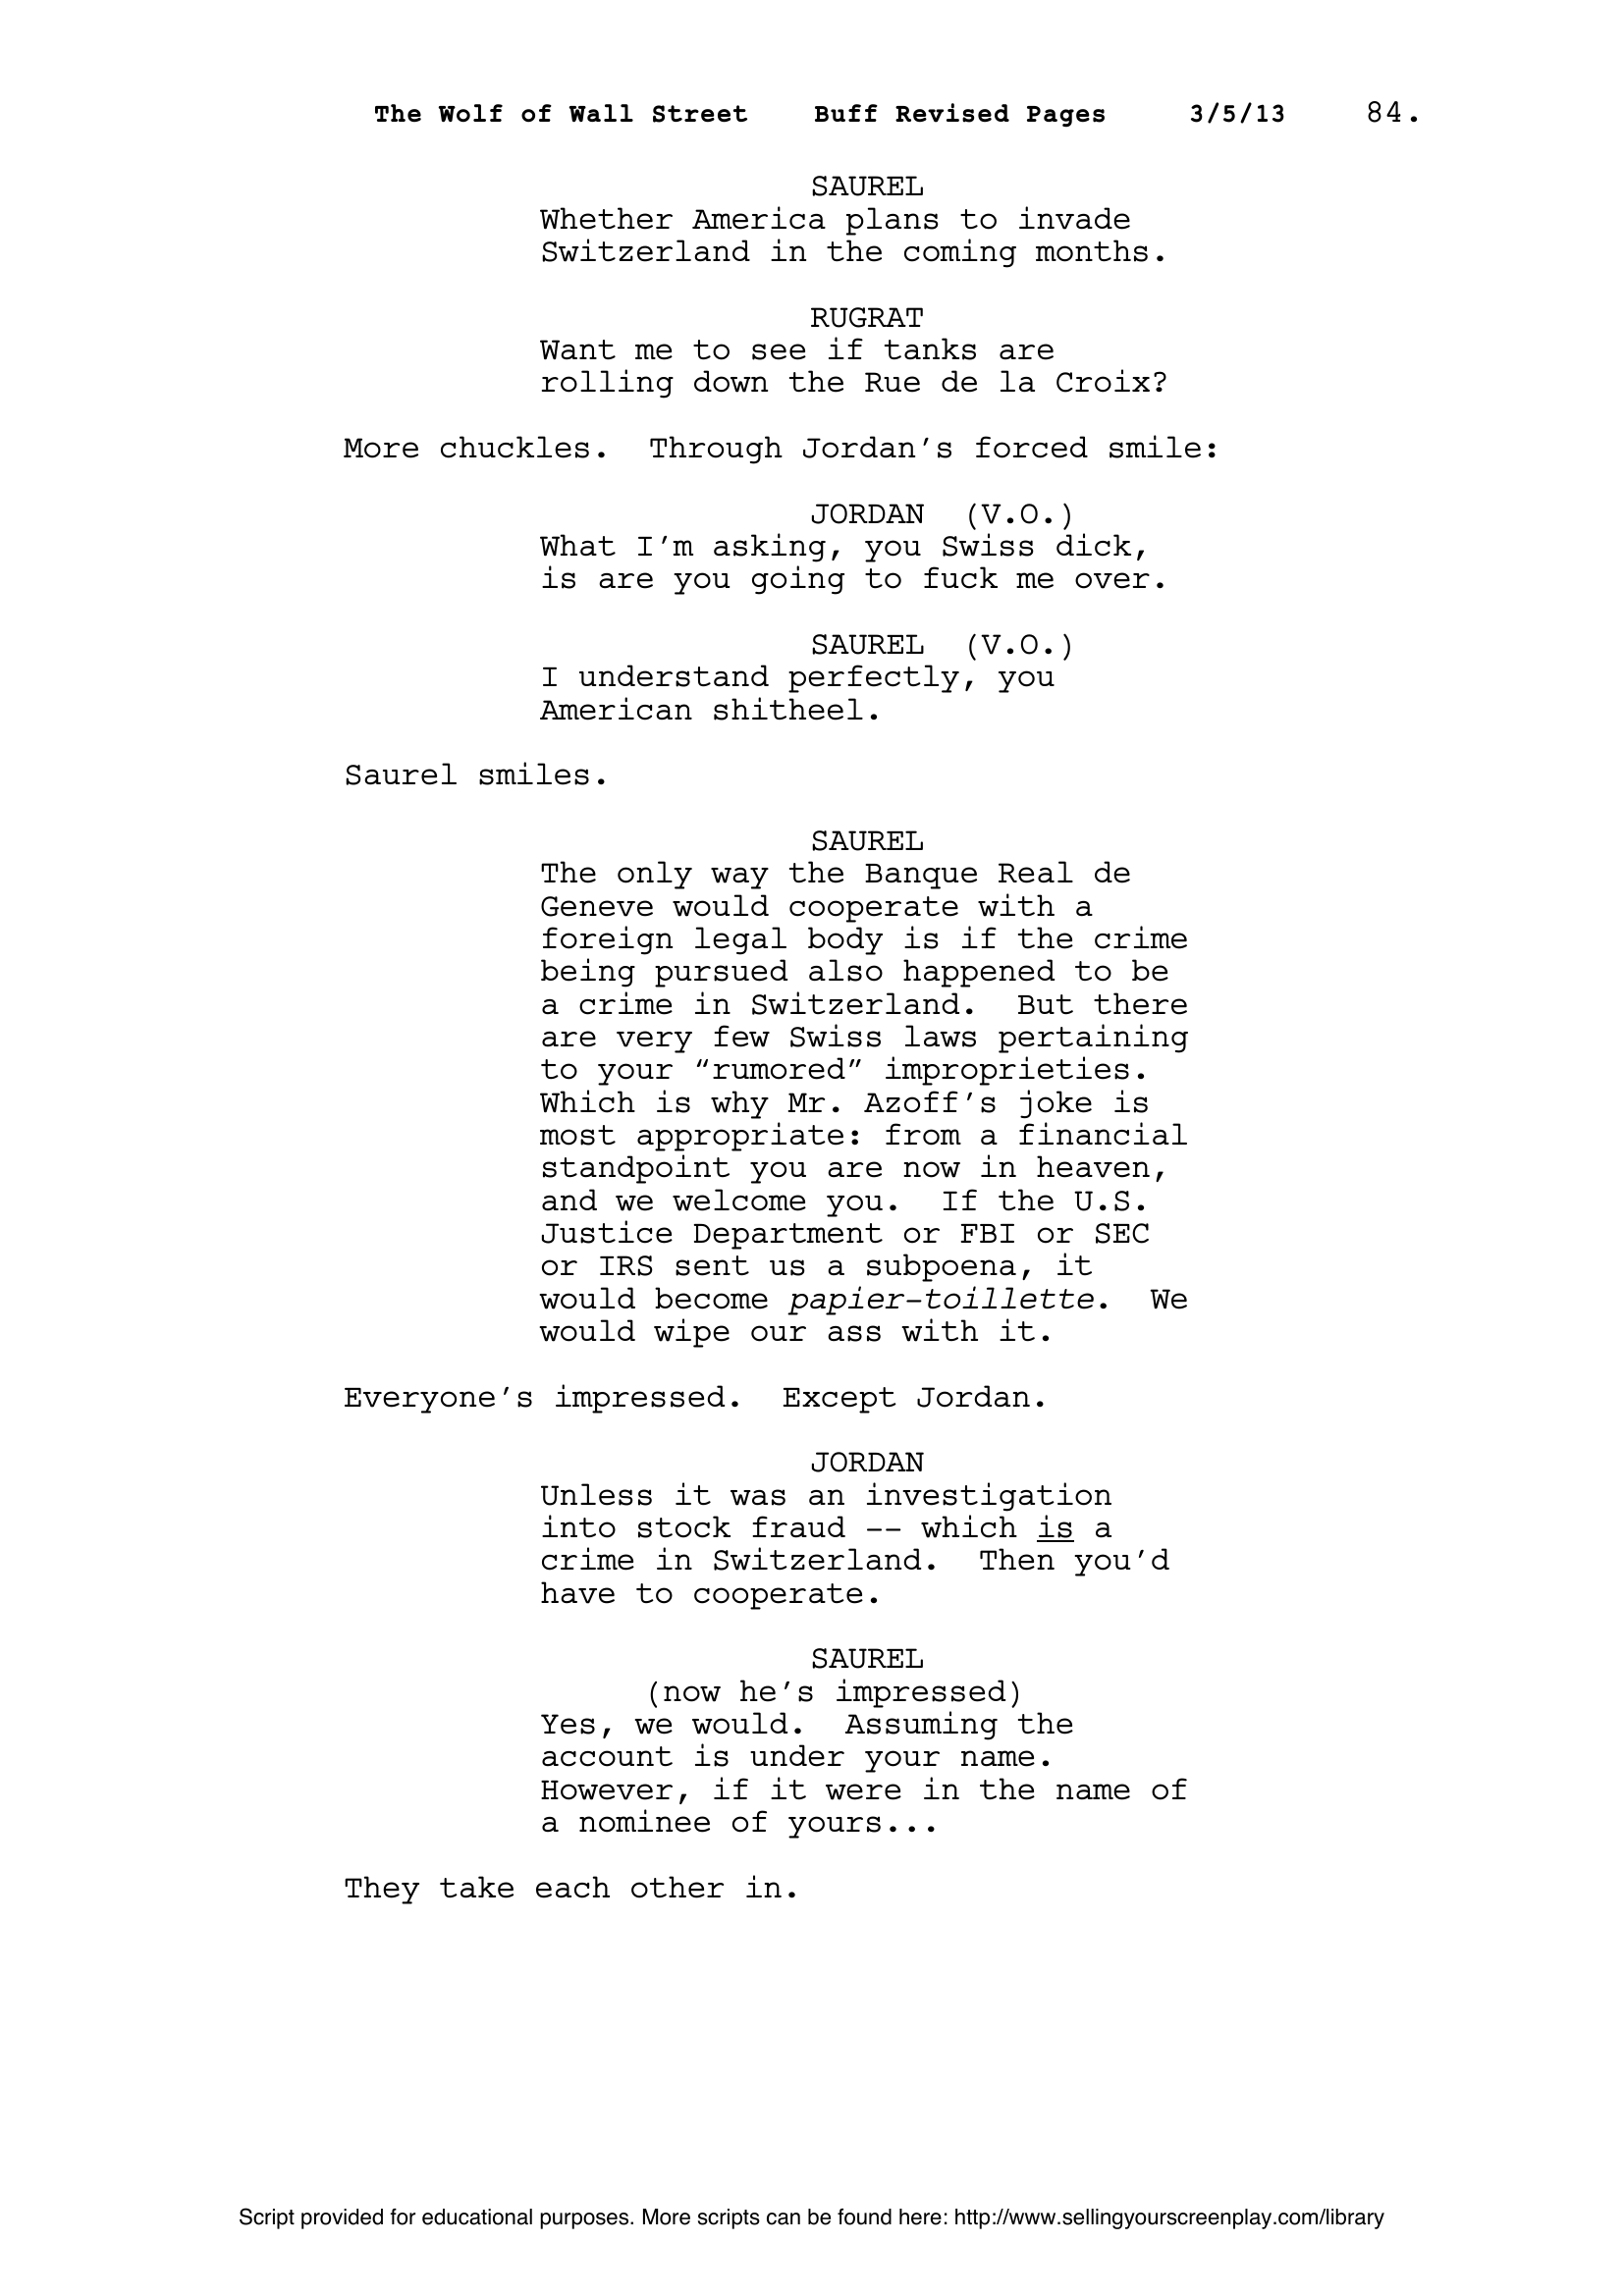 The Wolf of Wall Street    Buff Revised Pages    3/5/13    84.
SAUREL
Whether America plans to invade
Switzerland in the coming months.
RUGRAT
Want me to see if tanks are
rolling down the Rue de la Croix?
More chuckles.  Through Jordan’s forced smile:
JORDAN  (V.O.)
What I’m asking, you Swiss dick,
is are you going to fuck me over.
SAUREL  (V.O.)
I understand perfectly, you
American shitheel.
Saurel smiles.
SAUREL
The only way the Banque Real de
Geneve would cooperate with a
foreign legal body is if the crime
being pursued also happened to be
a crime in Switzerland.  But there
are very few Swiss laws pertaining
to your “rumored” improprieties.
Which is why Mr. Azoff’s joke is
most appropriate: from a financial
standpoint you are now in heaven,
and we welcome you.  If the U.S.
Justice Department or FBI or SEC
or IRS sent us a subpoena, it
would become papier-toillette.  We
would wipe our ass with it.
Everyone’s impressed.  Except Jordan.
JORDAN
Unless it was an investigation
into stock fraud -- which is a
crime in Switzerland.  Then you’d
have to cooperate.
SAUREL
(now he’s impressed)
Yes, we would.  Assuming the
account is under your name.
However, if it were in the name of
a nominee of yours...
They take each other in.
Script provided for educational purposes. More scripts can be found here: http://www.sellingyourscreenplay.com/library